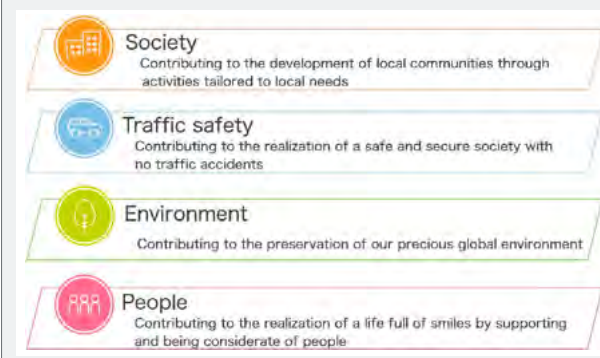 Society
Contributing to the development of local communities through
activities tailored to local needs
Traffic safety
Contributing to the realization of a safe and secure society with
no traffic accidents
Environment
Contributing to the preservation of our precious global environment
People
Contributing to the realization of a life full of smiles by supporting
and being considerate of people